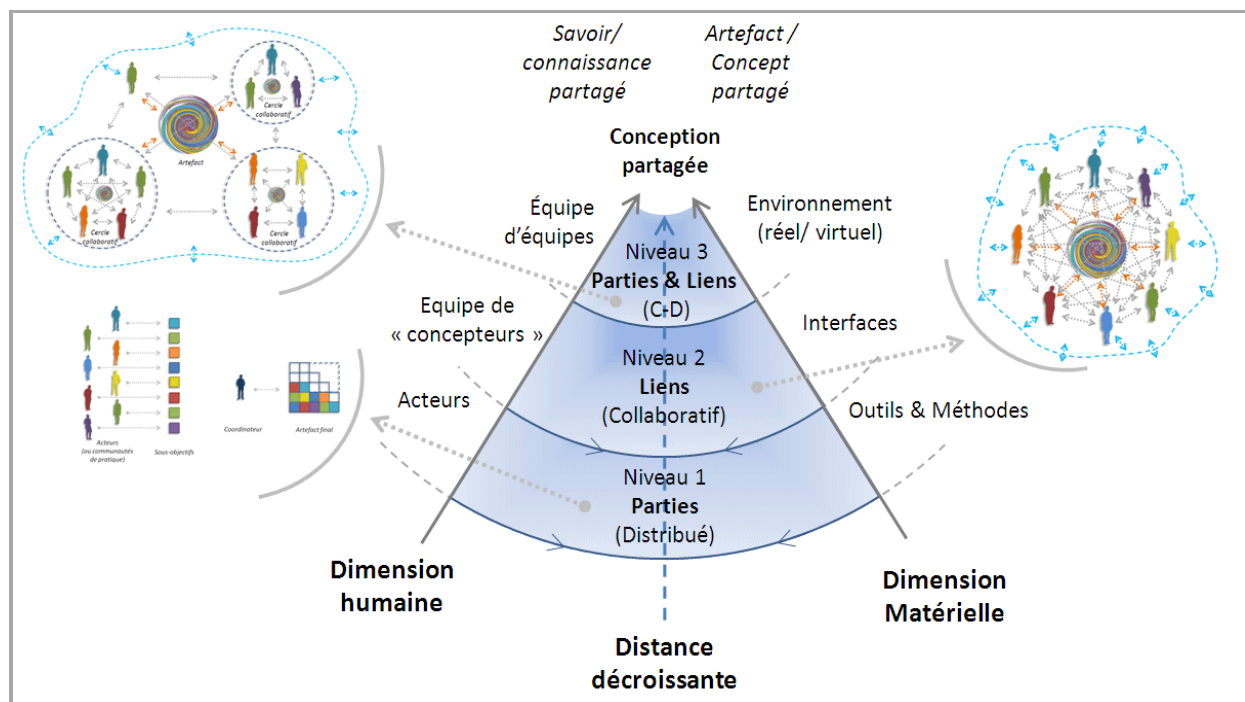 Savoir/
connaissance
partagé
Artefact /
Concept
partagé
Conception
partagée
Cercle
collaboratif
Artefact
Cercle
collaboratif
Cercle
collaboratif
Équipe
d'équipes
Environnement
(réel/ virtuel)
Niveau 3
Parties & Liens
(C-D)
Equipe de
« concepteurs »
Interfaces
Niveau 2
Liens
(Collaboratif)
Acteurs
Outils & Méthodes
Acteurs
(ou communautés
de pratique)
Sous-objectifs
Coordinateur
Artefact final
Niveau 1
Parties
(Distribué)
Dimension
humaine
Dimension
Matérielle
Distance
décroissante